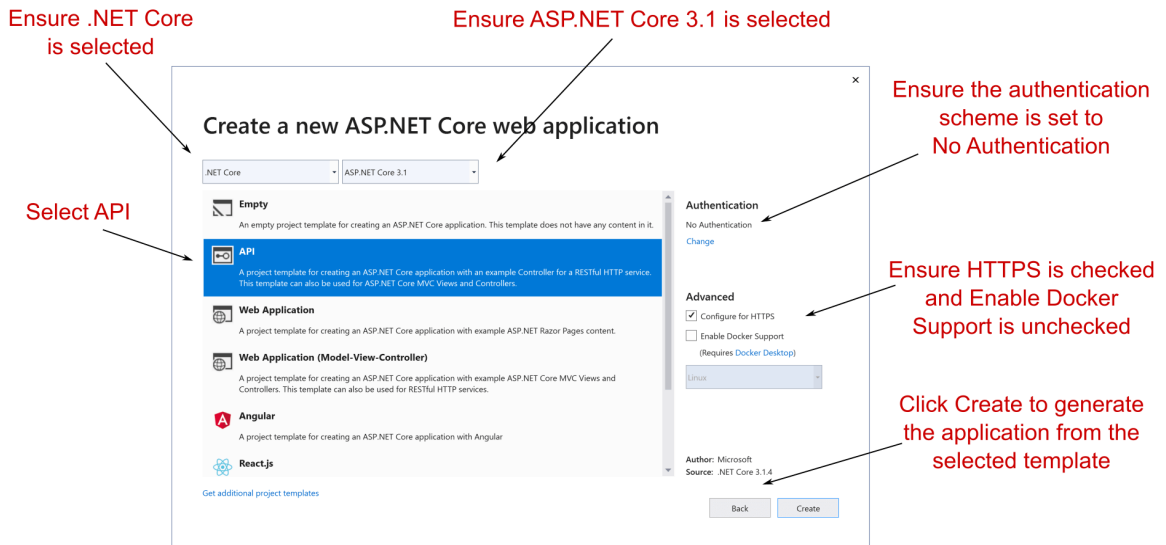 Ensure .NET Core
is selected
Ensure ASP.NET Core 3.1 is selected
Ensure the authentication
scheme is set to
No Authentication
Select API
Ensure HTTPS is checked
and Enable Docker
Support is unchecked
Click Create to generate
the application from the
selected template
Create a new ASP.NET Core web application
.NET Core
ASP.NET Core 3.1
Empty
An empty project template for creating an ASP.NET Core application. This template does not have any content in it.
API
A project template for creating an ASP.NET Core application with an example Controller for a RESTful HTTP service.
This template can also be used for ASP.NET Core MVC Views and Controllers.
Web Application
A project template for creating an ASP.NET Core application with example ASP.NET Razor Pages content.
Web Application (Model-View-Controller)
A project template for creating an ASP.NET Core application with example ASP.NET Core MVC Views and
Controllers. This template can also be used for RESTful HTTP services.
Angular
A project template for creating an ASP.NET Core application with Angular
React.js
Get additional project templates
Authentication
No Authentication
Change
Advanced
Configure for HTTPS
Enable Docker Support
(Requires Docker Desktop)
Linux
Author: Microsoft
Source: .NET Core 3.1.4
Back
Create